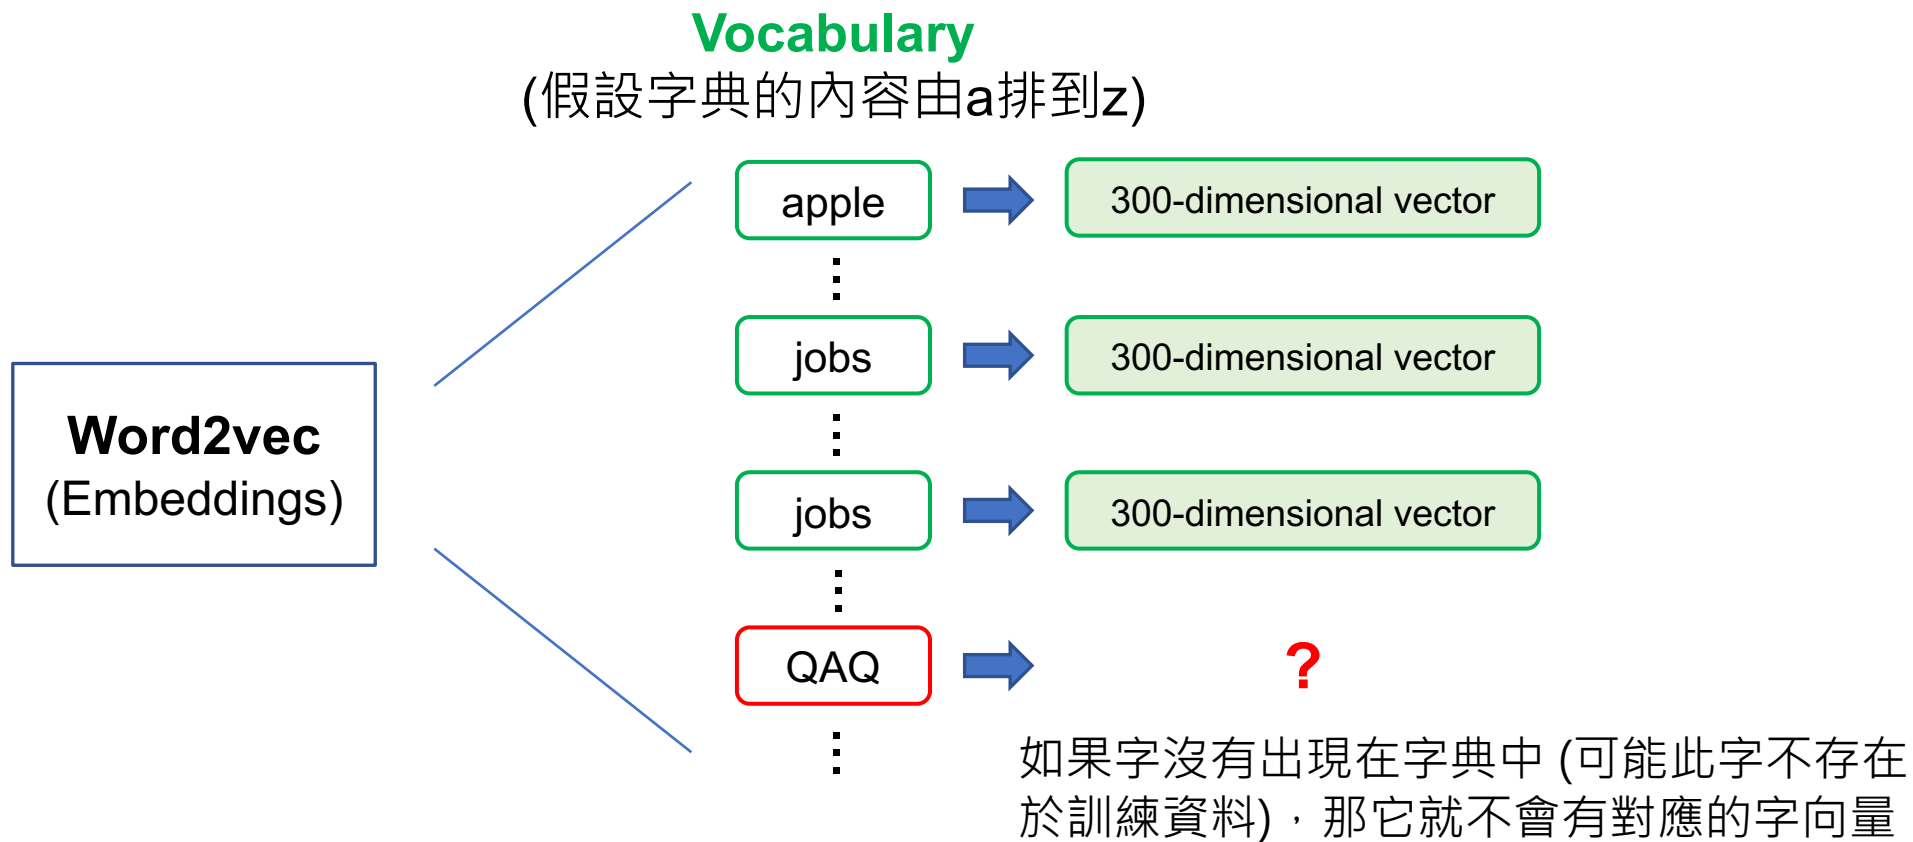 Vocabulary
(假設字典的內容由a排到z)
apple
300-dimensional vector
jobs
300-dimensional vector
Word2vec
(Embeddings)
jobs
300-dimensional vector
QAQ
?
如果字沒有出現在字典中 (可能此字不存在
於訓練資料)，那它就不會有對應的字向量